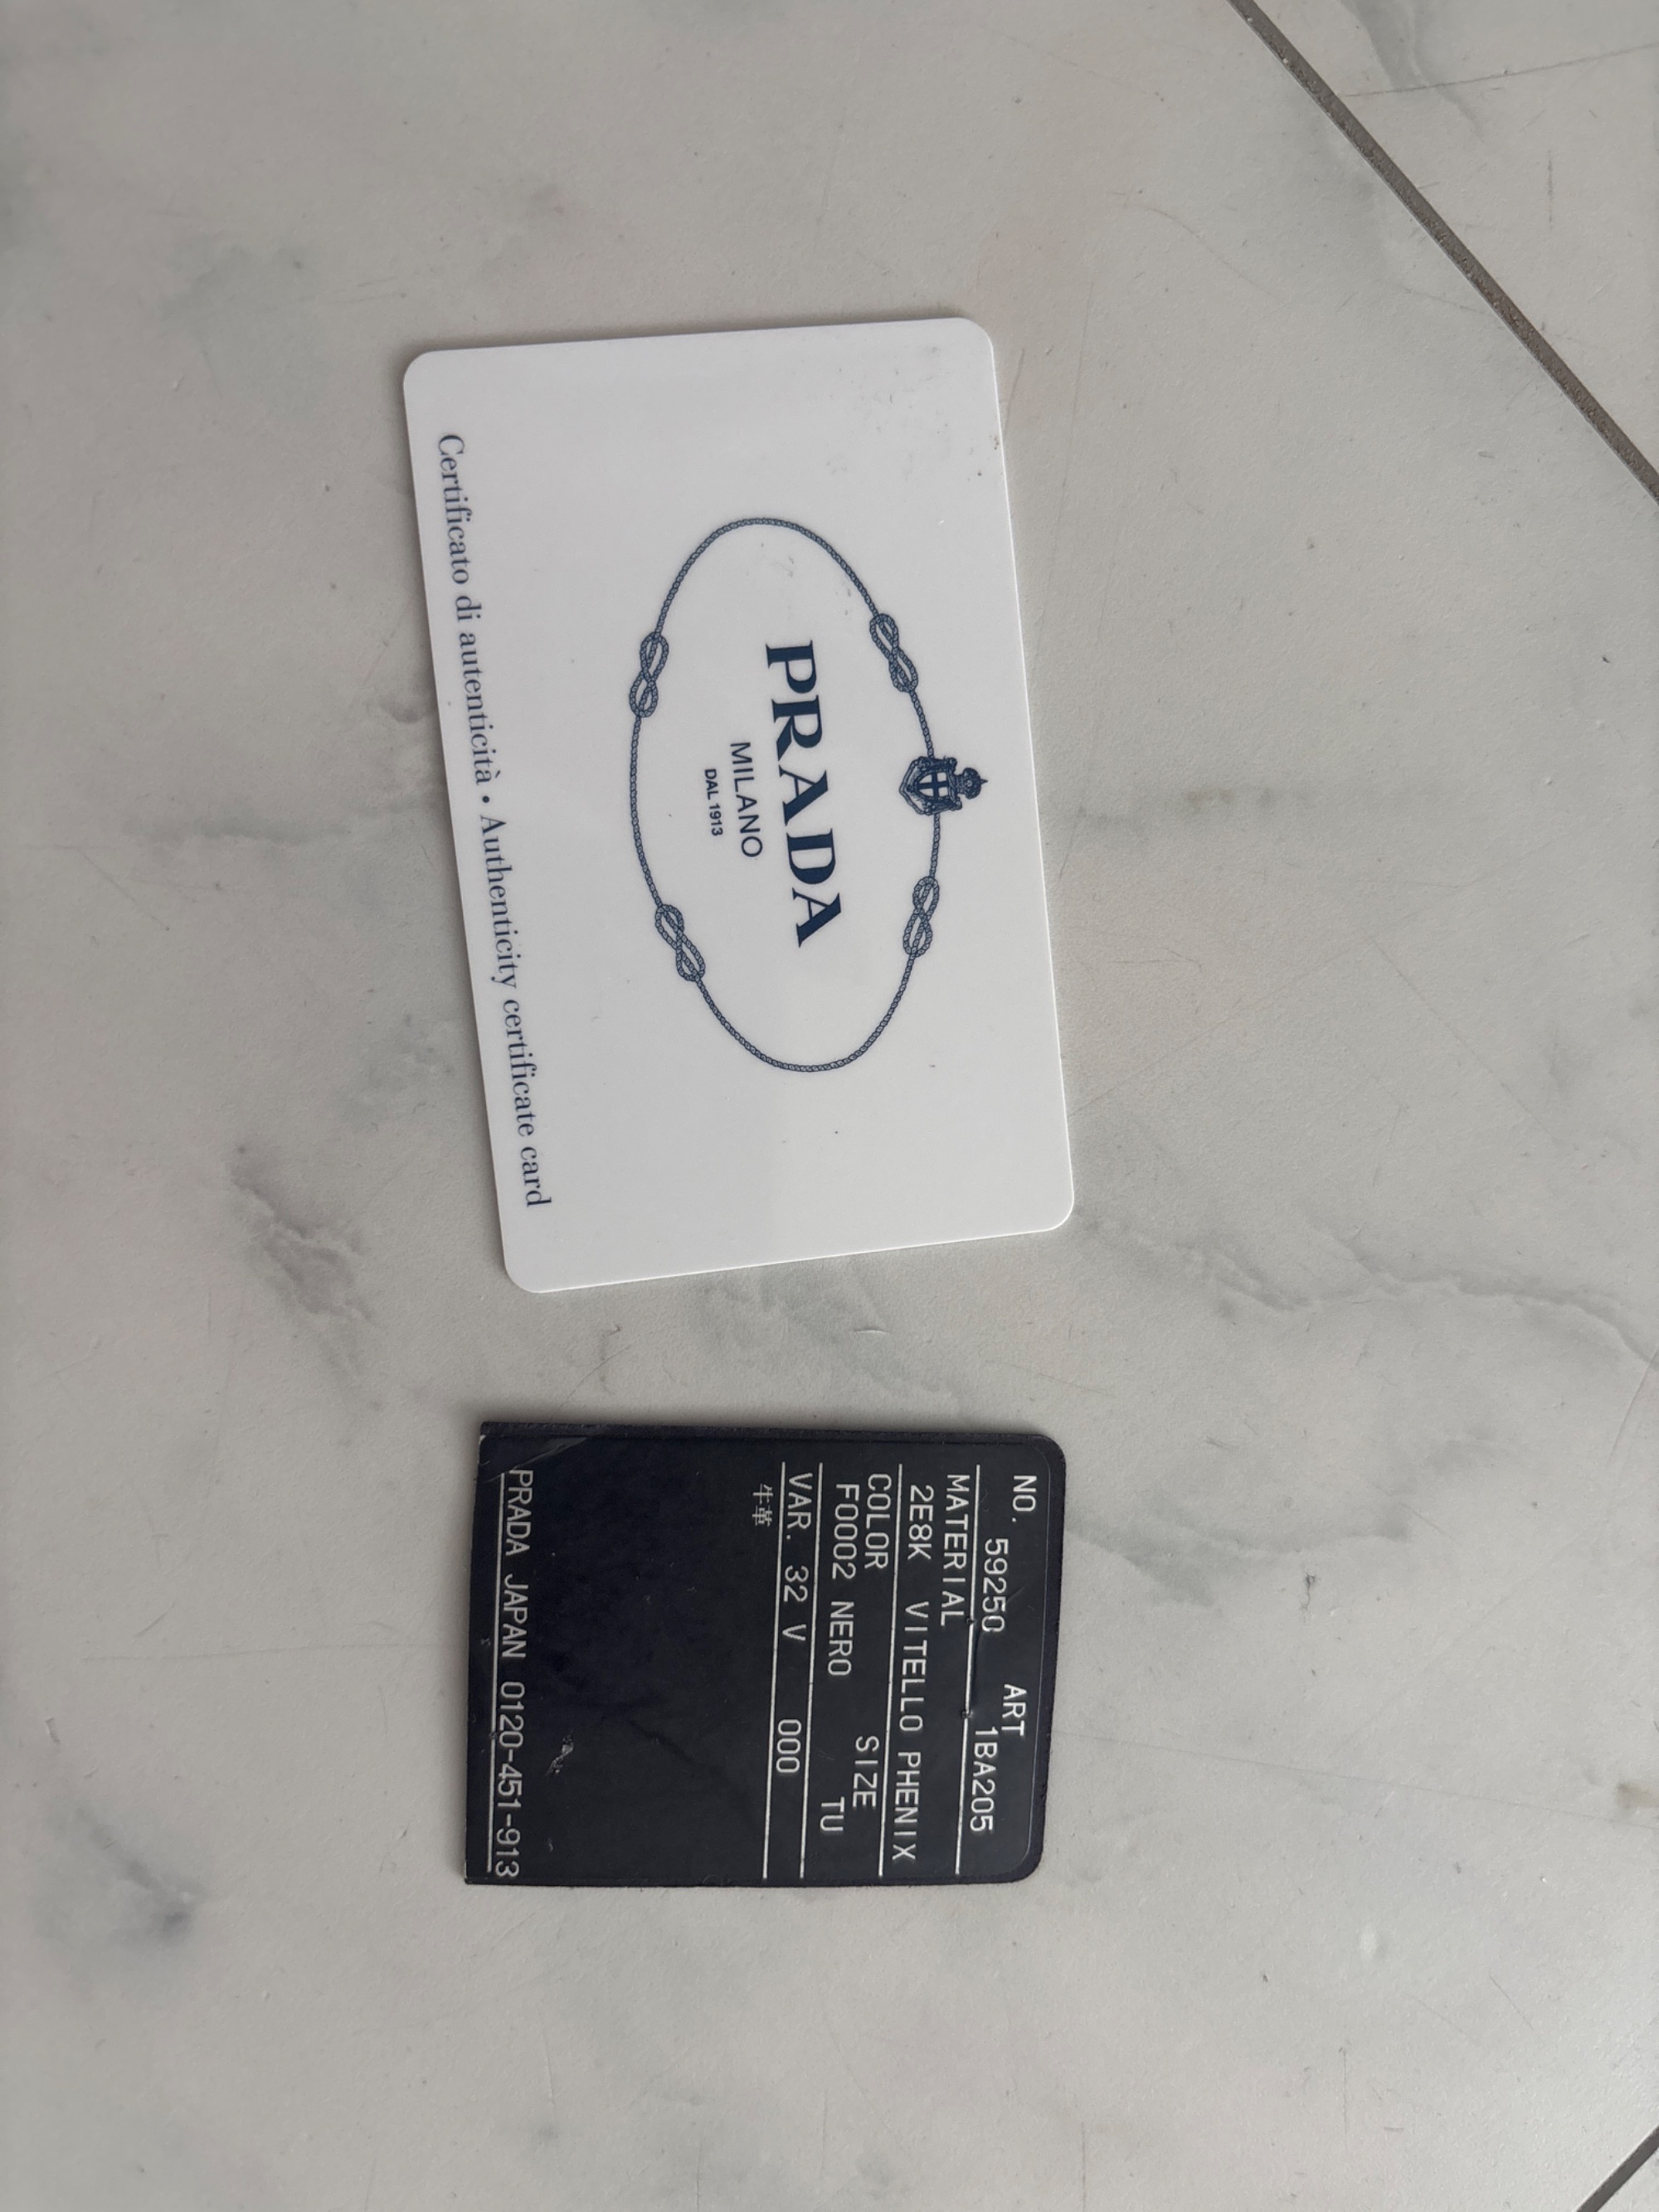 PRADA
MILANO
DAL 1913
Certificato di autenticità • Authenticity certificate card
NO. ART
59250 1BA205
MATERIAL
2E8K VITELLO PHENIX
COLOR SIZE
F0002 NERO TU
VAR. 32 V 000
牛革
PRADA JAPAN 0120-451-913